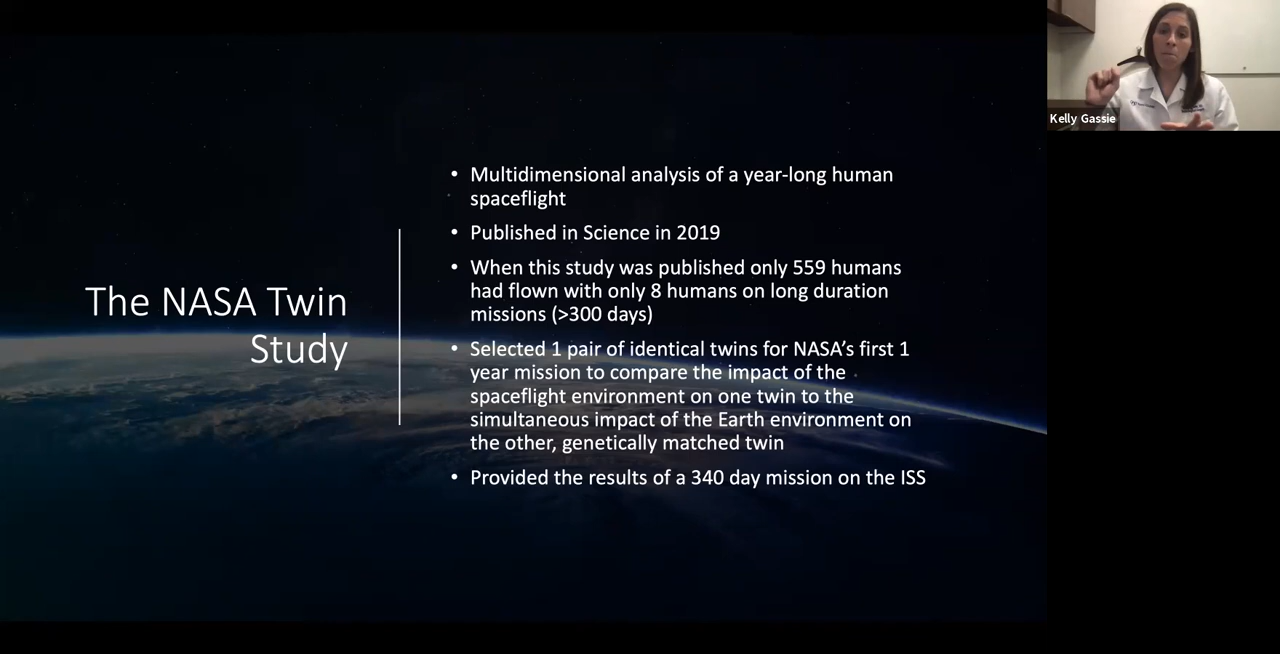 The NASA Twin
Study
• Multidimensional analysis of a year-long human
spaceflight
• Published in Science in 2019
• When this study was published only 559 humans
had flown with only 8 humans on long duration
missions (>300 days)
• Selected 1 pair of identical twins for NASA’s first 1
year mission to compare the impact of the
spaceflight environment on one twin to the
simultaneous impact of the Earth environment on
the other, genetically matched twin
• Provided the results of a 340 day mission on the ISS
Kelly Gassie